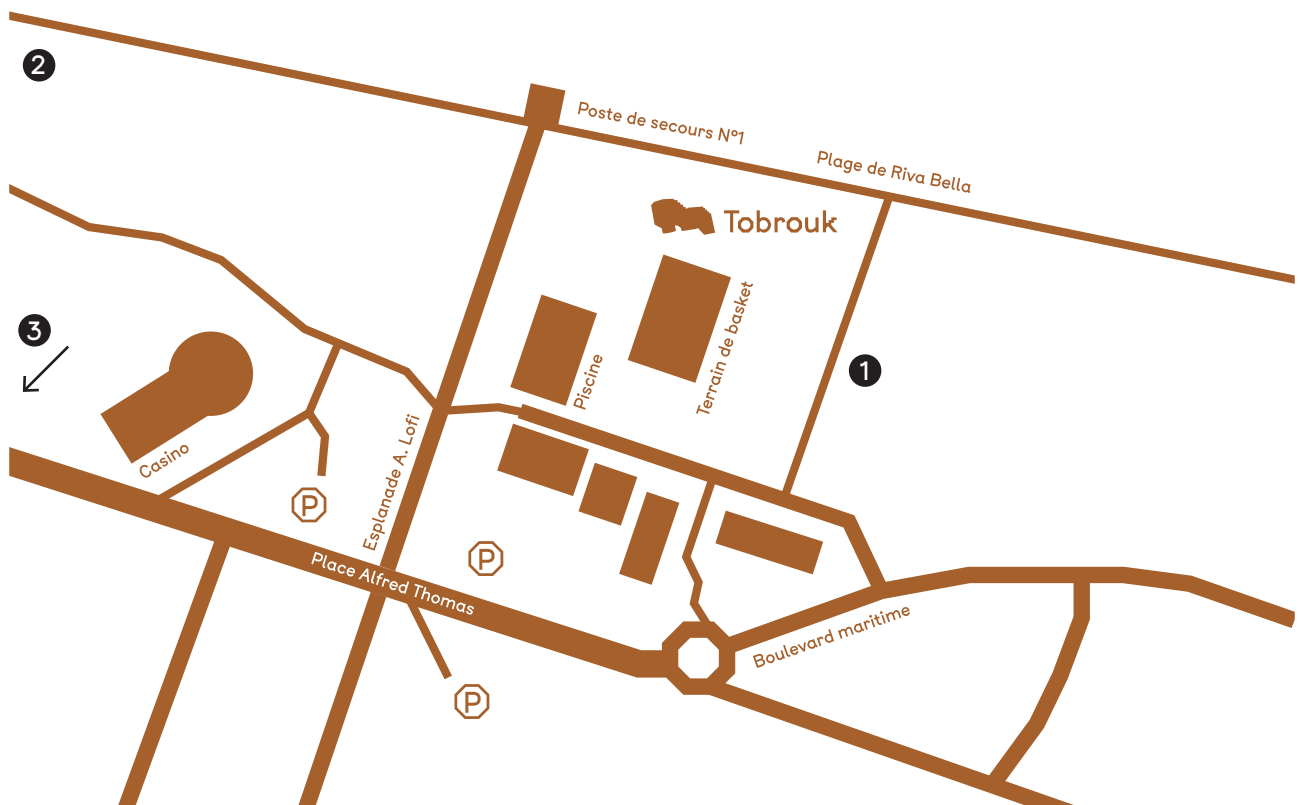 2
Poste de secours N°1
Plage de Riva Bella
Tobrouk
3
Terrain de basket
Piscine
1
Casino
Esplanade A. Lofi
P
P
Place Alfred Thomas
Boulevard maritime
P